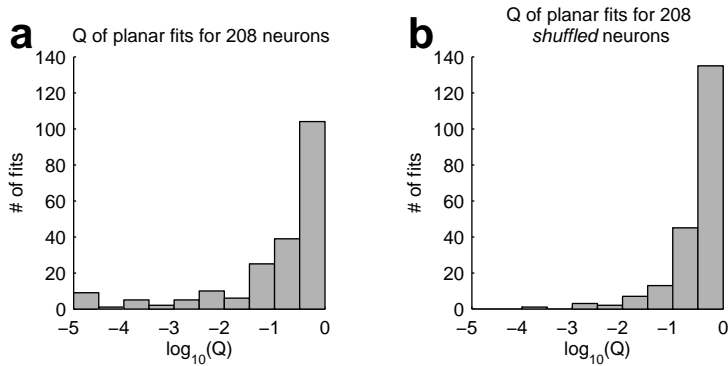 a
Q of planar fits for 208 neurons
140
120
100
80
60
40
20
0
# of fits
−5 −4 −3 −2 −1 0
log10(Q)
b
Q of planar fits for 208
shuffled neurons
140
120
100
80
60
40
20
0
# of fits
−5 −4 −3 −2 −1 0
log10(Q)